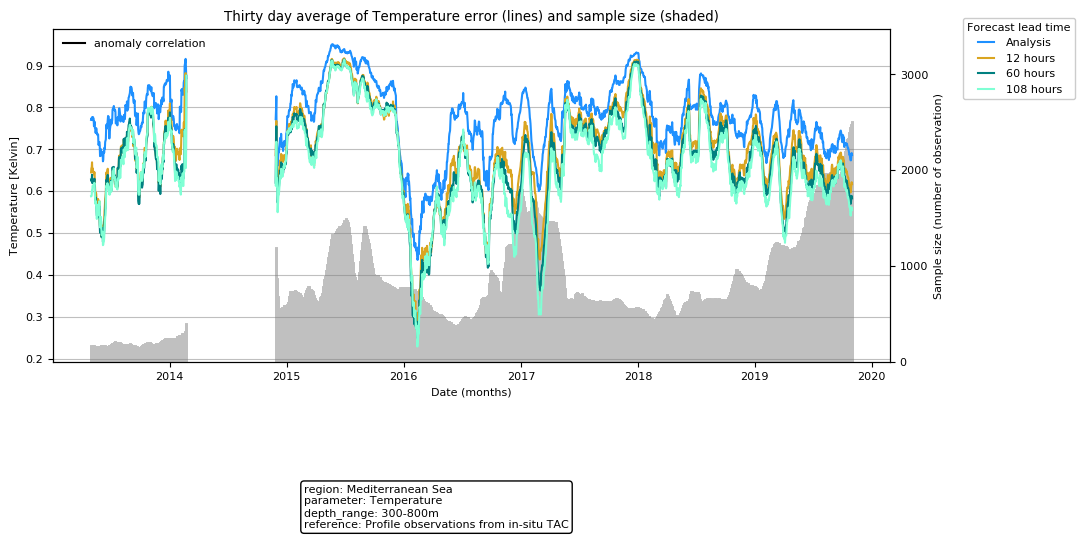 Thirty day average of Temperature error (lines) and sample size (shaded)
Forecast lead time
Analysis
12 hours
60 hours
108 hours
anomaly correlation
Temperature [Kelvin]
0.9
0.8
0.7
0.6
0.5
0.4
0.3
0.2
3000
2000
1000
0
Sample size (number of observation)
2014 2015 2016 2017 2018 2019 2020
Date (months)
region: Mediterranean Sea
parameter: Temperature
depth_range: 300-800m
reference: Profile observations from in-situ TAC